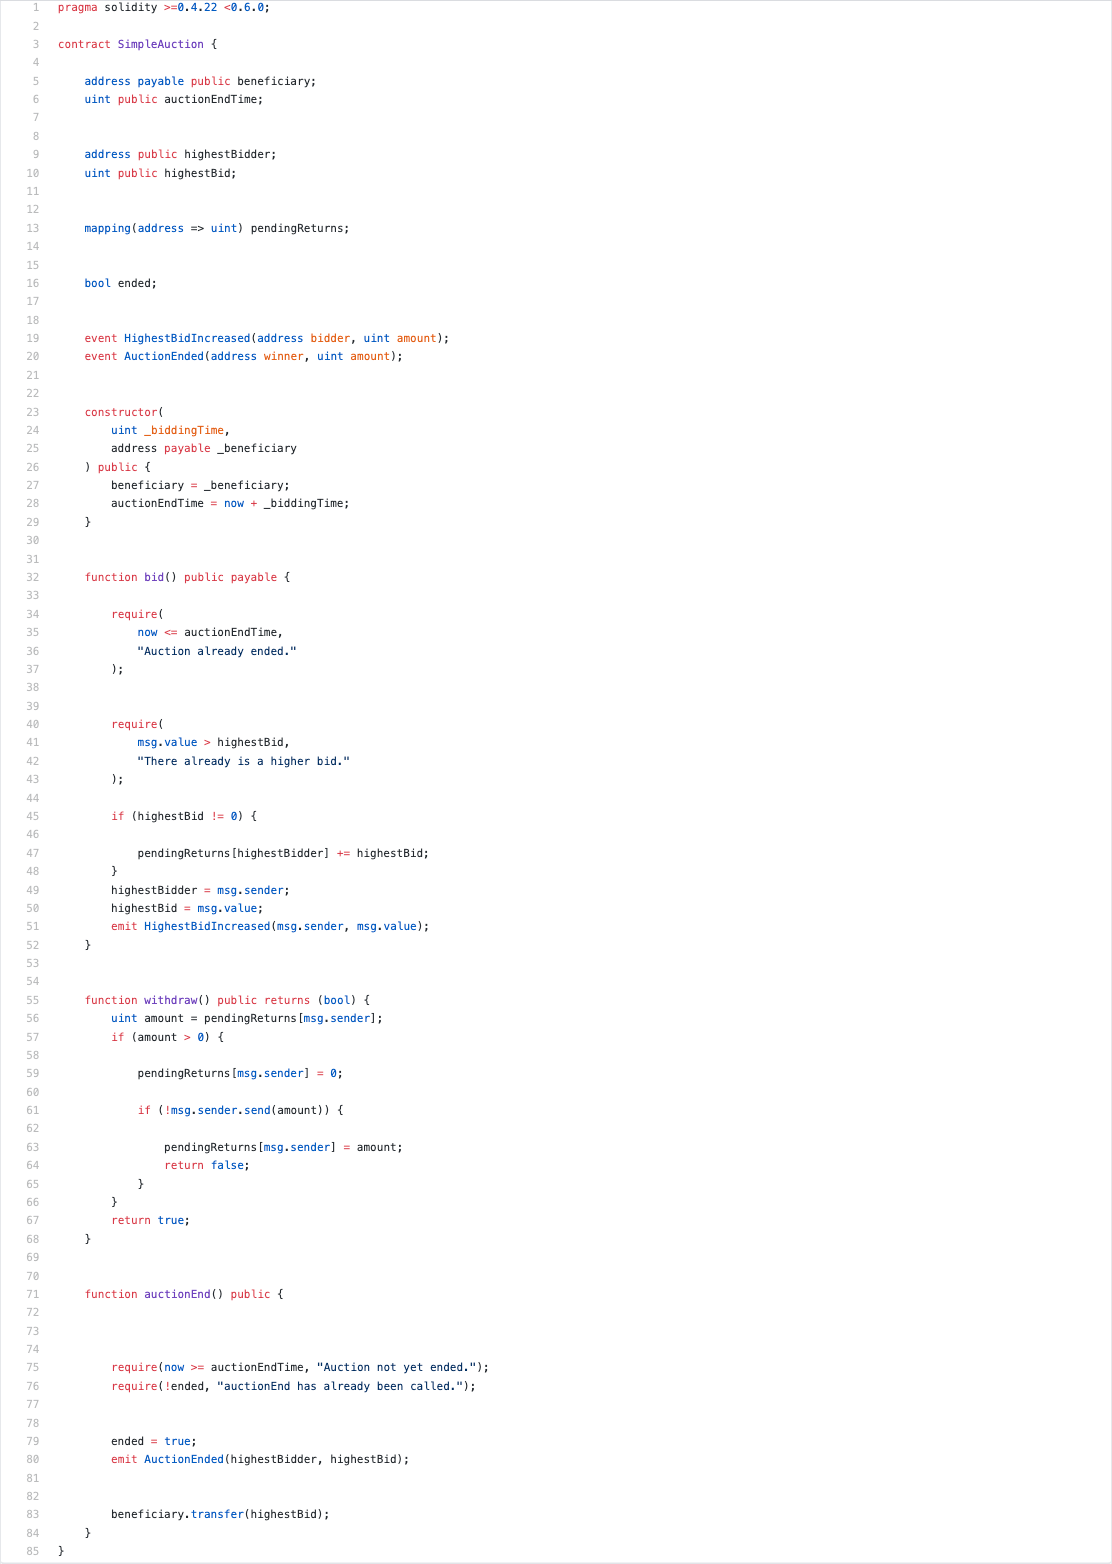 1 pragma solidity >=0.4.22 <0.6.0;
2
3 contract SimpleAuction {
4
5     address payable public beneficiary;
6     uint public auctionEndTime;
7
8
9     address public highestBidder;
10     uint public highestBid;
11
12
13     mapping(address => uint) pendingReturns;
14
15
16     bool ended;
17
18
19     event HighestBidIncreased(address bidder, uint amount);
20     event AuctionEnded(address winner, uint amount);
21
22
23     constructor(
24         uint _biddingTime,
25         address payable _beneficiary
26     ) public {
27         beneficiary = _beneficiary;
28         auctionEndTime = now + _biddingTime;
29     }
30
31
32     function bid() public payable {
33
34         require(
35             now <= auctionEndTime,
36             "Auction already ended."
37         );
38
39
40         require(
41             msg.value > highestBid,
42             "There already is a higher bid."
43         );
44
45         if (highestBid != 0) {
46
47             pendingReturns[highestBidder] += highestBid;
48         }
49         highestBidder = msg.sender;
50         highestBid = msg.value;
51         emit HighestBidIncreased(msg.sender, msg.value);
52     }
53
54
55     function withdraw() public returns (bool) {
56         uint amount = pendingReturns[msg.sender];
57         if (amount > 0) {
58
59             pendingReturns[msg.sender] = 0;
60
61             if (!msg.sender.send(amount)) {
62
63                 pendingReturns[msg.sender] = amount;
64                 return false;
65             }
66         }
67         return true;
68     }
69
70
71     function auctionEnd() public {
72
73
74
75         require(now >= auctionEndTime, "Auction not yet ended.");
76         require(!ended, "auctionEnd has already been called.");
77
78
79         ended = true;
80         emit AuctionEnded(highestBidder, highestBid);
81
82
83         beneficiary.transfer(highestBid);
84     }
85 }